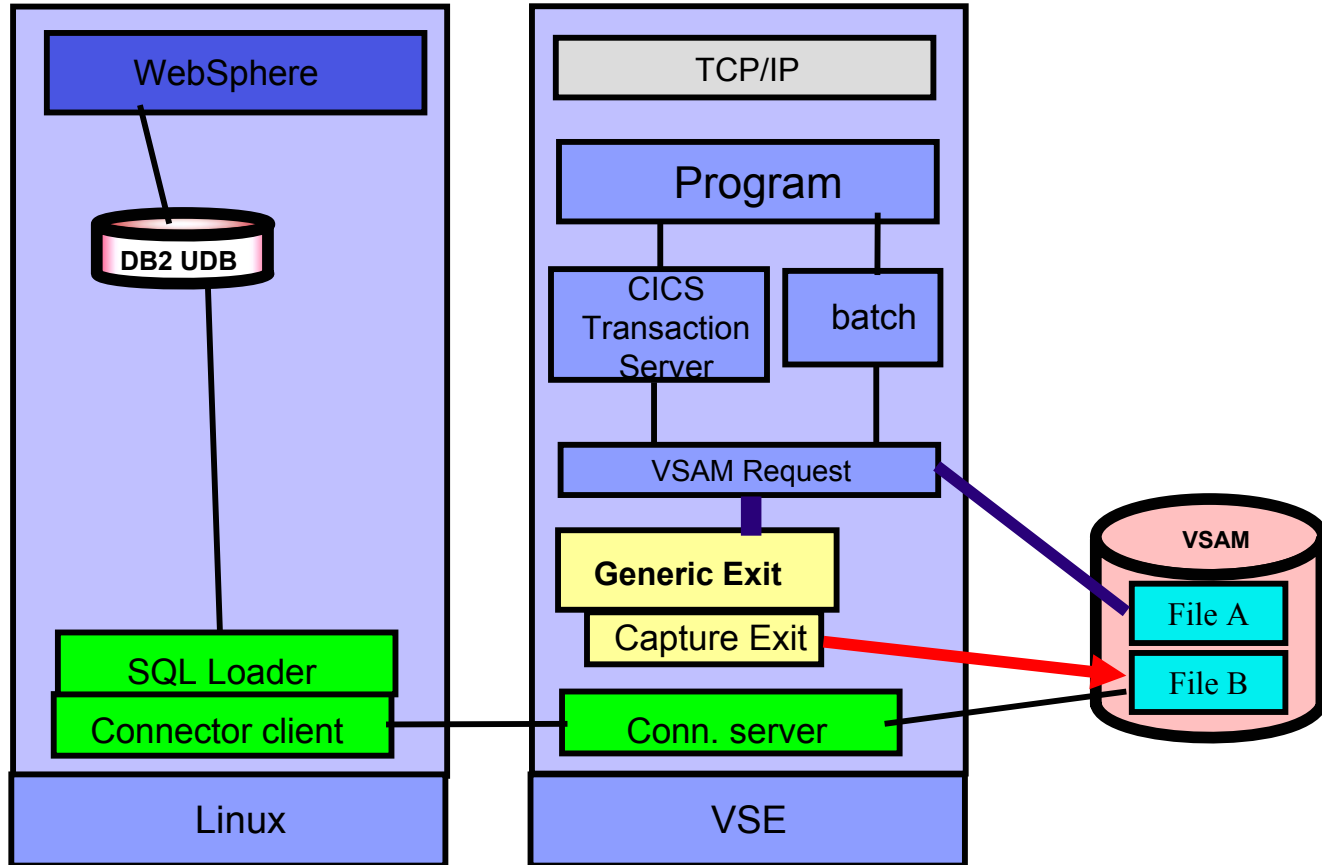 WebSphere
DB2 UDB
SQL Loader
Connector client
Linux
TCP/IP
Program
CICS
Transaction
Server
batch
VSAM Request
Generic Exit
Capture Exit
Conn. server
VSE
VSAM
File A
File B